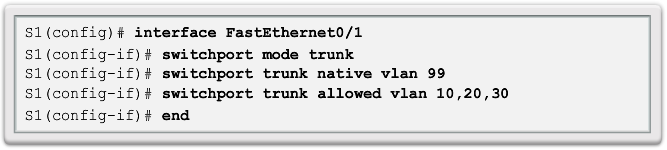 S1(config)# interface FastEthernet0/1
S1(config-if)# switchport mode trunk
S1(config-if)# switchport trunk native vlan 99
S1(config-if)# switchport trunk allowed vlan 10,20,30
S1(config-if)# end